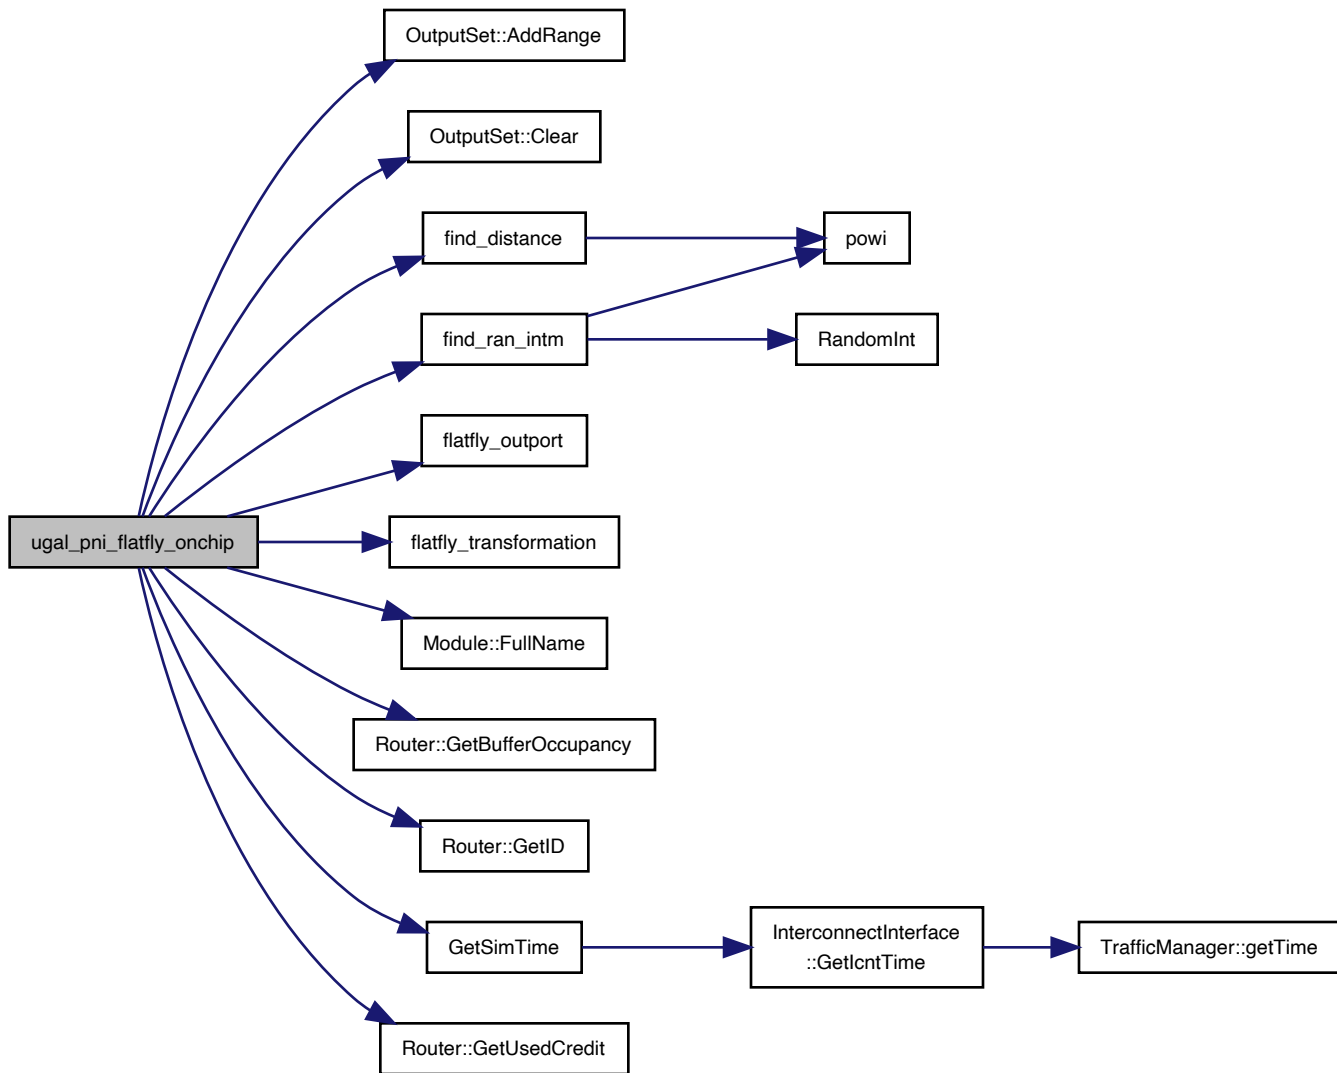 OutputSet::AddRange
OutputSet::Clear
find_distance
powi
find_ran_intm
RandomInt
flatfly_outport
ugal_pni_flatfly_onchip
flatfly_transformation
Module::FullName
Router::GetBufferOccupancy
Router::GetID
GetSimTime
InterconnectInterface
::GetIcntTime
TrafficManager::getTime
Router::GetUsedCredit